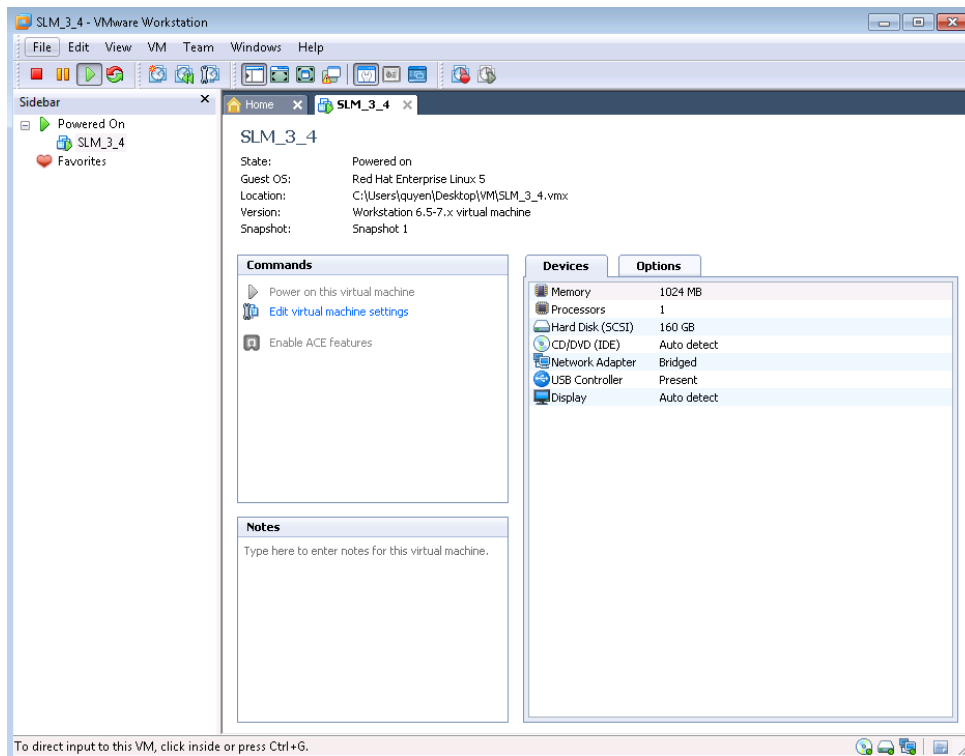 SLM_3_4 - VMware Workstation
File Edit View VM Team Windows Help
Sidebar
Powered On
SLM_3_4
Favorites
Home SLM_3_4
SLM_3_4
State: Powered on
Guest OS: Red Hat Enterprise Linux 5
Location: C:\Users\quyen\Desktop\VM\SLM_3_4.vmx
Version: Workstation 6.5-7.x virtual machine
Snapshot: Snapshot 1
Commands
Power on this virtual machine
Edit virtual machine settings
Enable ACE features
Notes
Type here to enter notes for this virtual machine.
Devices Options
Memory 1024 MB
Processors 1
Hard Disk (SCSI) 160 GB
CD/DVD (IDE) Auto detect
Network Adapter Bridged
USB Controller Present
Display Auto detect
To direct input to this VM, click inside or press Ctrl+G.